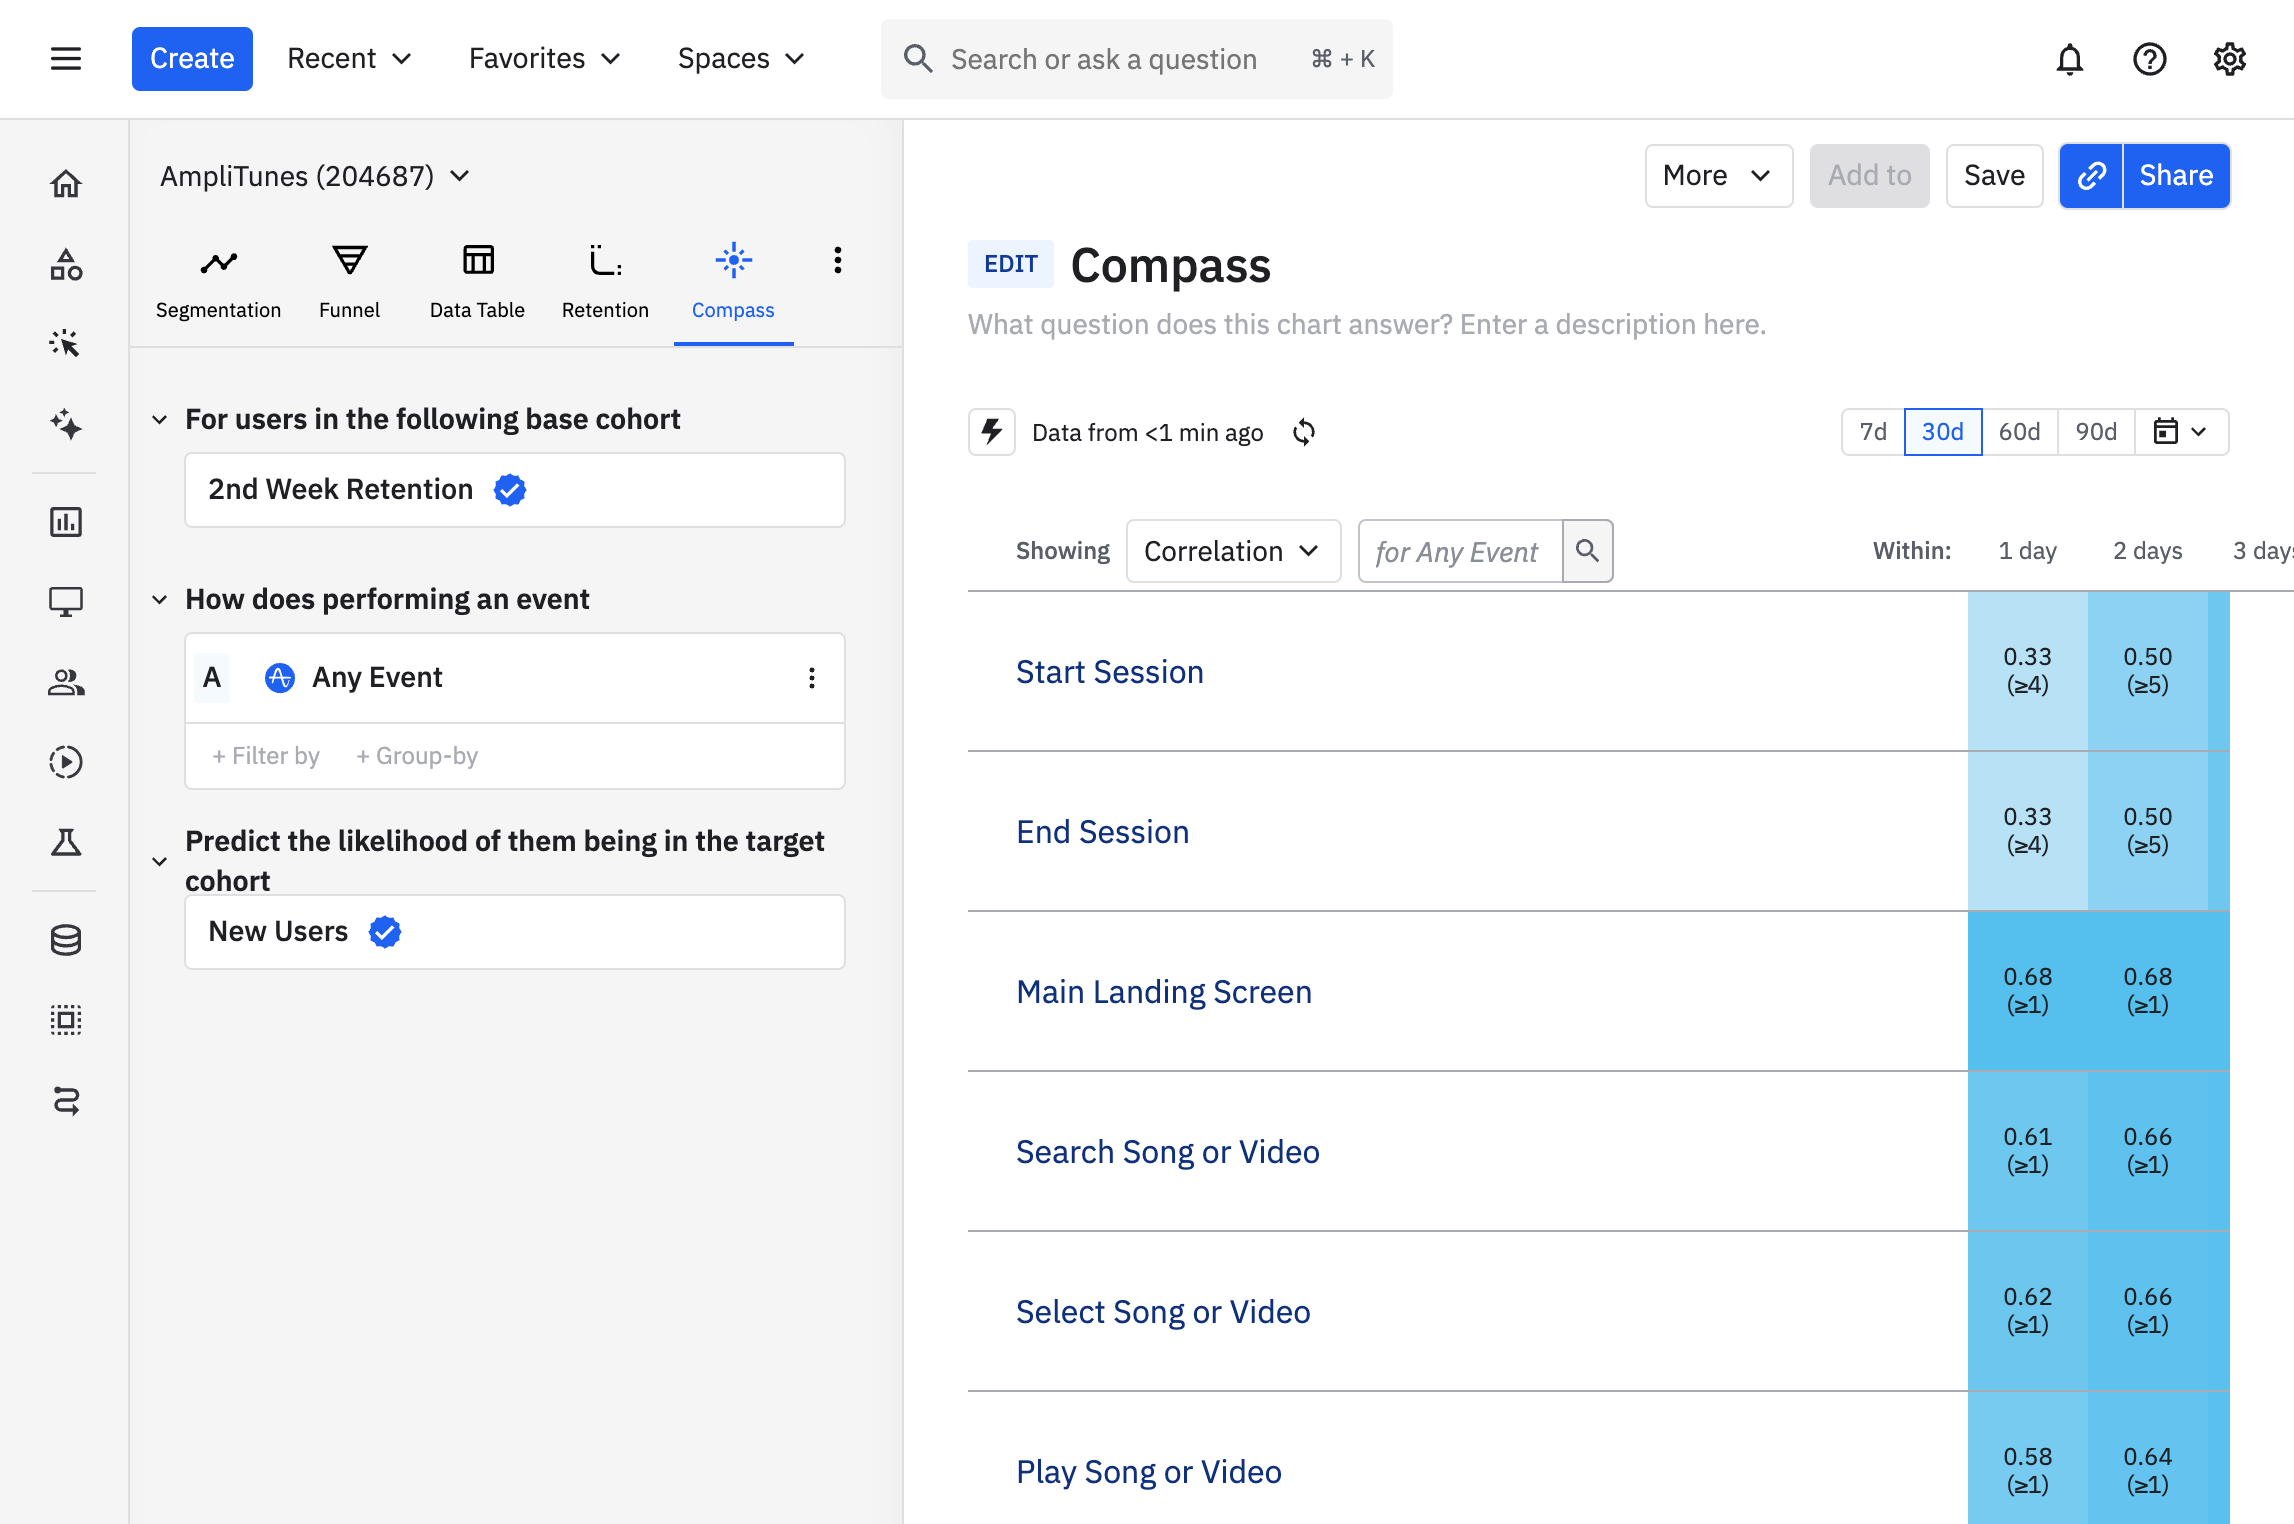 Create Recent Favorites Spaces Search or ask a question ⌘ + K
AmpliTunes (204687)
Segmentation Funnel Data Table Retention Compass
For users in the following base cohort
2nd Week Retention
How does performing an event
A Any Event
+ Filter by + Group-by
Predict the likelihood of them being in the target
cohort
New Users
More Add to Save Share
EDIT Compass
What question does this chart answer? Enter a description here.
Data from <1 min ago 7d 30d 60d 90d
Showing Correlation for Any Event Within: 1 day 2 days 3 days
Start Session 0.33 0.50
(≥4) (≥5)
End Session 0.33 0.50
(≥4) (≥5)
Main Landing Screen 0.68 0.68
(≥1) (≥1)
Search Song or Video 0.61 0.66
(≥1) (≥1)
Select Song or Video 0.62 0.66
(≥1) (≥1)
Play Song or Video 0.58 0.64
(≥1) (≥1)